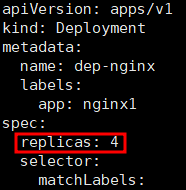 apiVersion: apps/v1
kind: Deployment
metadata:
  name: dep-nginx
  labels:
    app: nginx1
spec:
  replicas: 4
  selector:
    matchLabels: